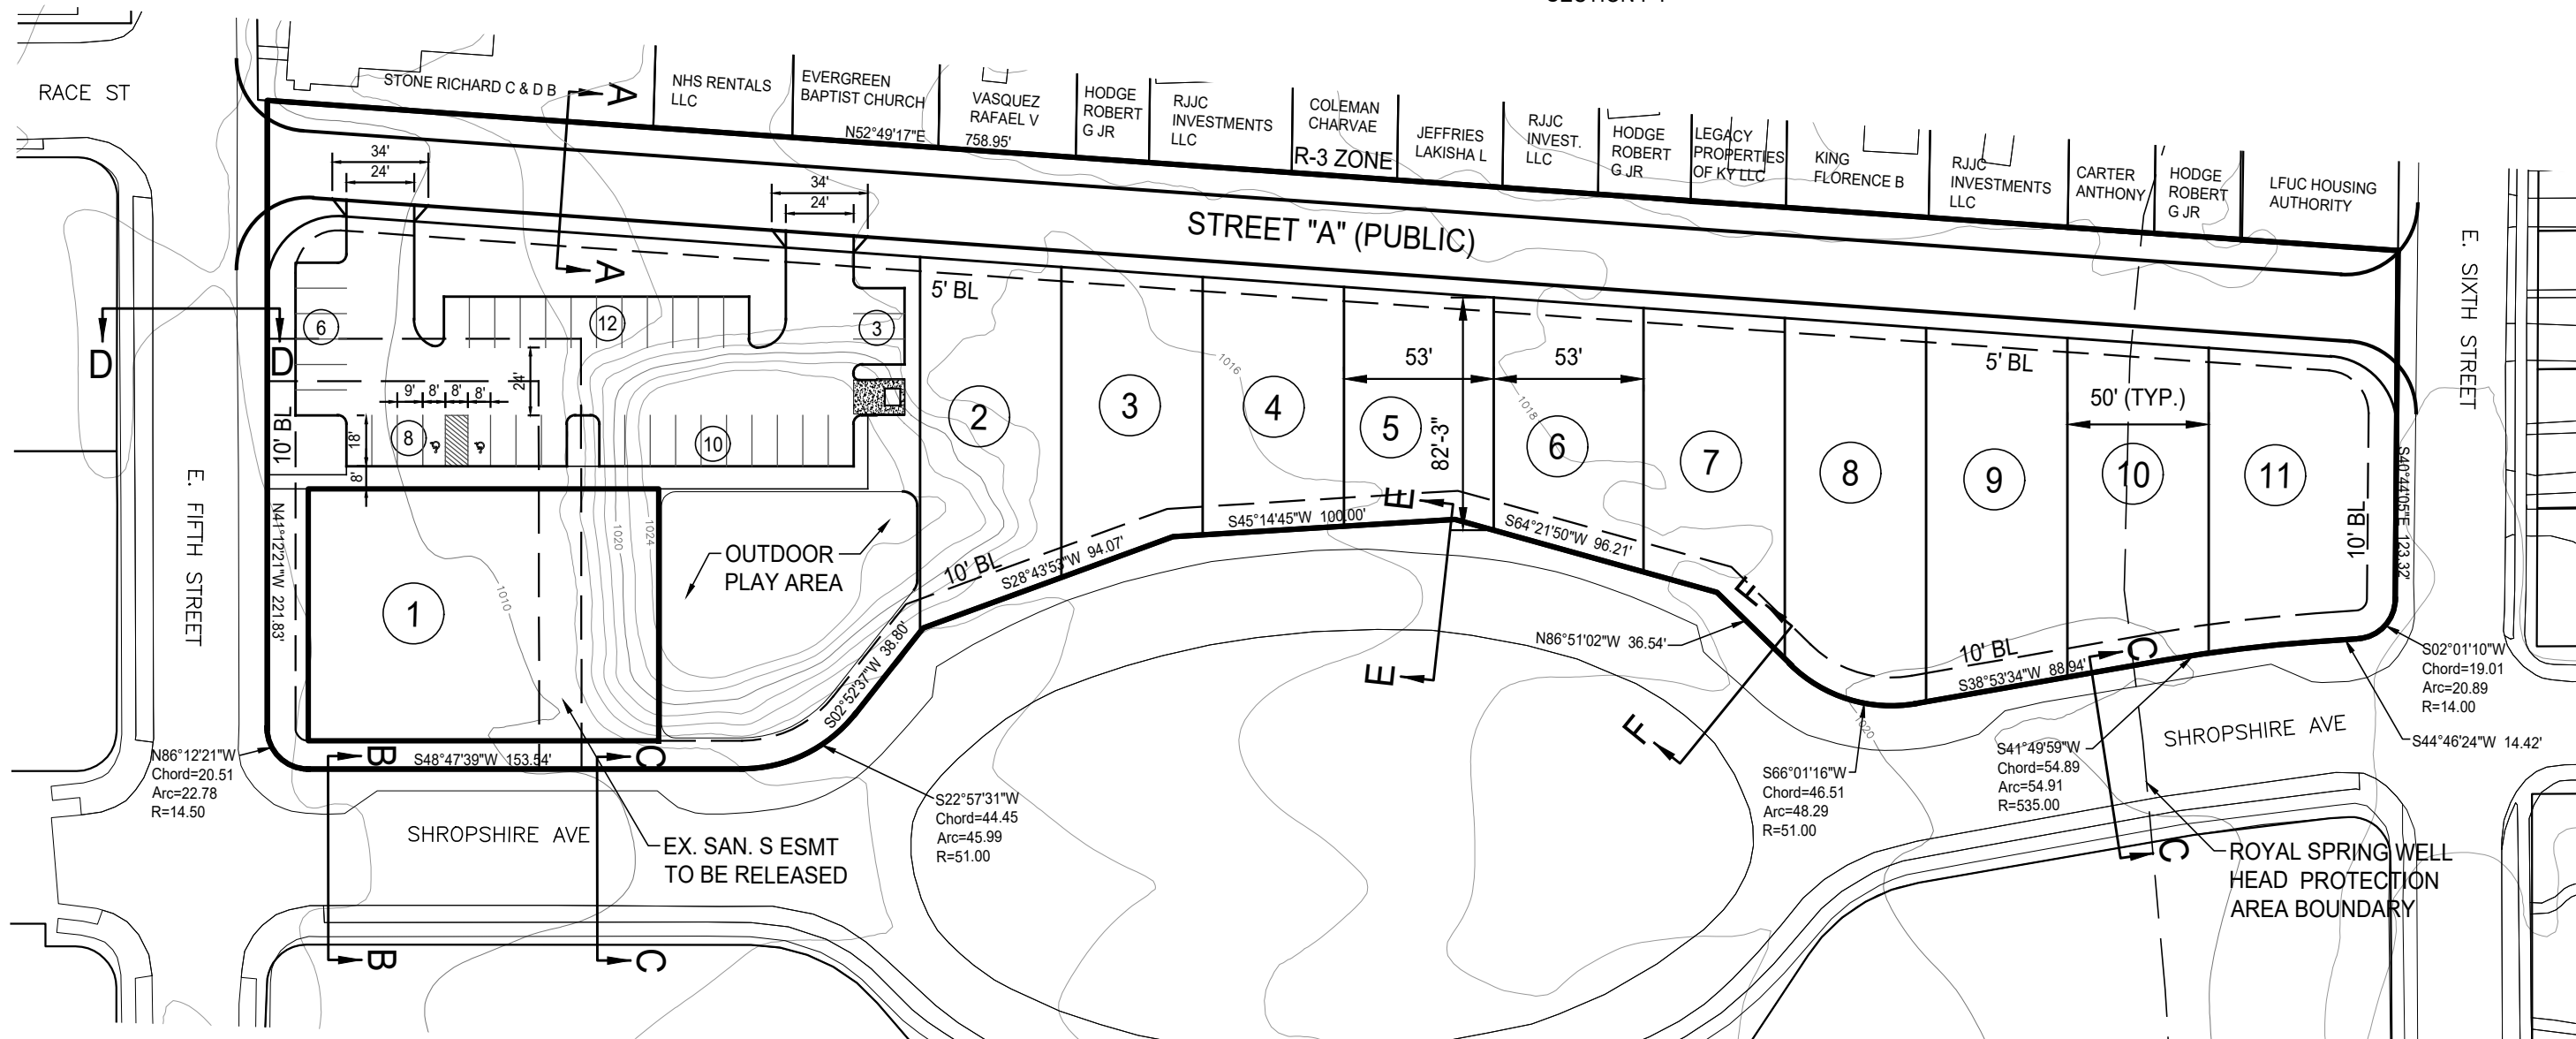 RACE ST
STONE RICHARD C & D B
A
NHS RENTALS
LLC
EVERGREEN
BAPTIST CHURCH
N52°49'17"E
758.95'
VASQUEZ
RAFAEL V
HODGE
ROBERT
G JR
RJJC
INVESTMENTS
LLC
COLEMAN
CHARVAE
R-3 ZONE
JEFFRIES
LAKISHA L
RJJC
INVEST.
LLC
HODGE
ROBERT
G JR
LEGACY
PROPERTIES
OF KY LLC
KING
FLORENCE B
RJJC
INVESTMENTS
LLC
CARTER
ANTHONY
HODGE
ROBERT
G JR
LFUC HOUSING
AUTHORITY
34'
24'
34'
24'
STREET "A" (PUBLIC)
A
E. SIXTH STREET
D
D
6
12
3
5' BL
1016
53'
53'
82'-3"
1018
5' BL
50' (TYP.)
9'
8'
8'
8'
24'
10' BL
8
18'
8'
10
2
3
4
5
6
7
8
9
10
11
E. FIFTH STREET
N41°12'21"W 221.83'
1
1010
1020
1024
OUTDOOR
PLAY AREA
10' BL
S28°43'53"W 94.07'
S45°14'45"W 100.00'
E
S64°21'50"W 96.21'
F
10' BL
S40°44'05"E 123.32'
S02°52'37"W 38.80'
E
N86°51'02"W 36.54'
F
10' BL
S38°53'34"W 88.94'
C
S02°01'10"W
Chord=19.01
Arc=20.89
R=14.00
1020
N86°12'21"W
Chord=20.51
Arc=22.78
R=14.50
B
S48°47'39"W 153.54'
C
S22°57'31"W
Chord=44.45
Arc=45.99
R=51.00
S66°01'16"W
Chord=46.51
Arc=48.29
R=51.00
S41°49'59"W
Chord=54.89
Arc=54.91
R=535.00
SHROPSHIRE AVE
S44°46'24"W 14.42'
SHROPSHIRE AVE
EX. SAN. S ESMT
TO BE RELEASED
C
ROYAL SPRING WELL
HEAD PROTECTION
AREA BOUNDARY
B
C